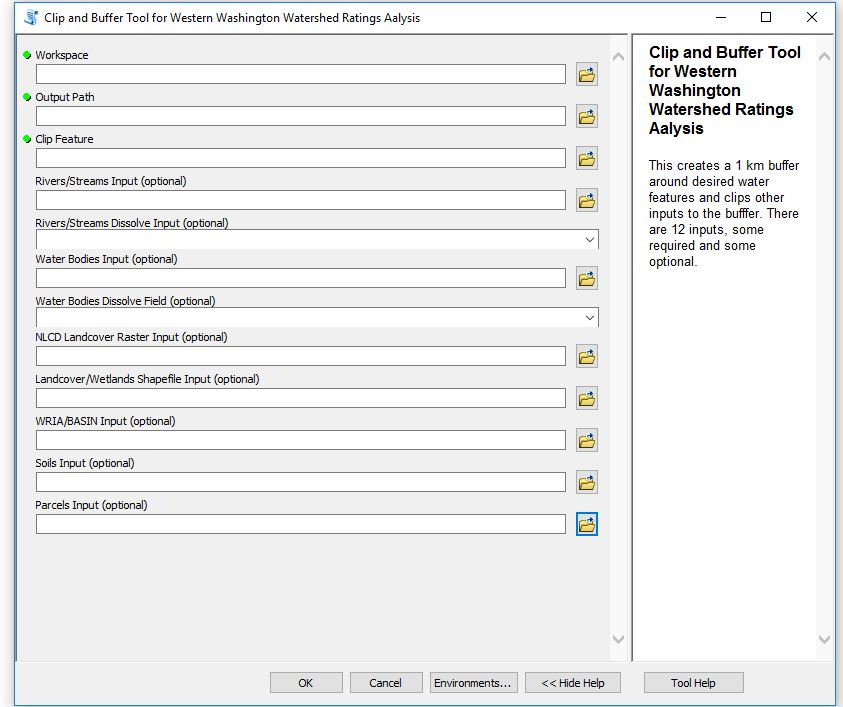 Clip and Buffer Tool for Western Washington Watershed Ratings Aalysis
Workspace
Output Path
Clip Feature
Rivers/Streams Input (optional)
Rivers/Streams Dissolve Input (optional)
Water Bodies Input (optional)
Water Bodies Dissolve Field (optional)
NLCD Landcover Raster Input (optional)
Landcover/Wetlands Shapefile Input (optional)
WRIA/BASIN Input (optional)
Soils Input (optional)
Parcels Input (optional)
Clip and Buffer Tool
for Western
Washington
Watershed Ratings
Aalysis
This creates a 1 km buffer
around desired water
features and clips other
inputs to the bufffer. There
are 12 inputs, some
required and some
optional.
OK
Cancel
Environments...
<< Hide Help
Tool Help